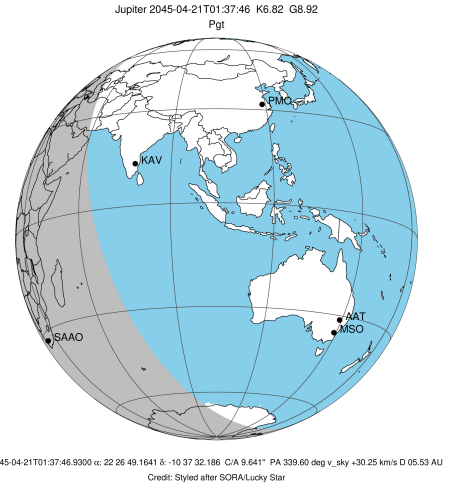 Jupiter 2045-04-21T01:37:46  K6.82  G8.92
Pgt
PMO
KAV
AAT
MSO
SAAO
45-04-21T01:37:46.9300 α: 22 26 49.1641 δ: -10 37 32.186  C/A 9.641"  PA 339.60 deg v_sky +30.25 km/s D 05.53 AU
Credit: Styled after SORA/Lucky Star